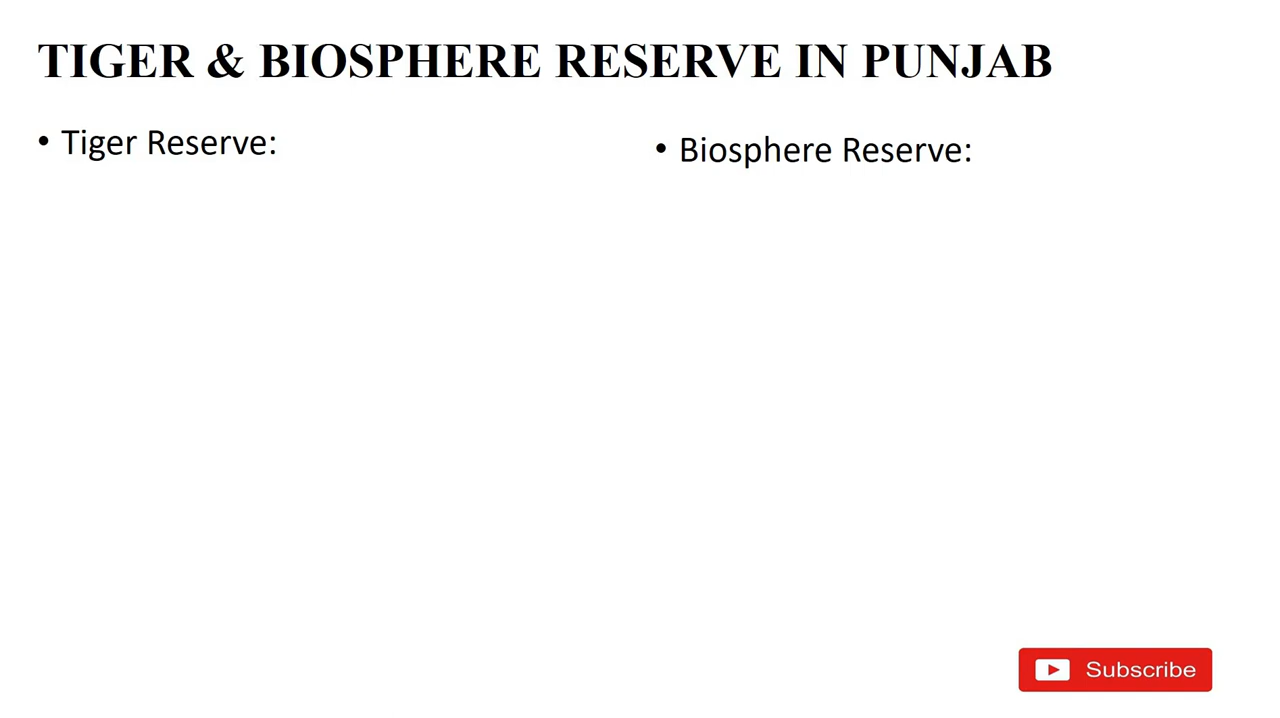 TIGER & BIOSPHERE RESERVE IN PUNJAB
• Tiger Reserve:
• Biosphere Reserve:
Subscribe